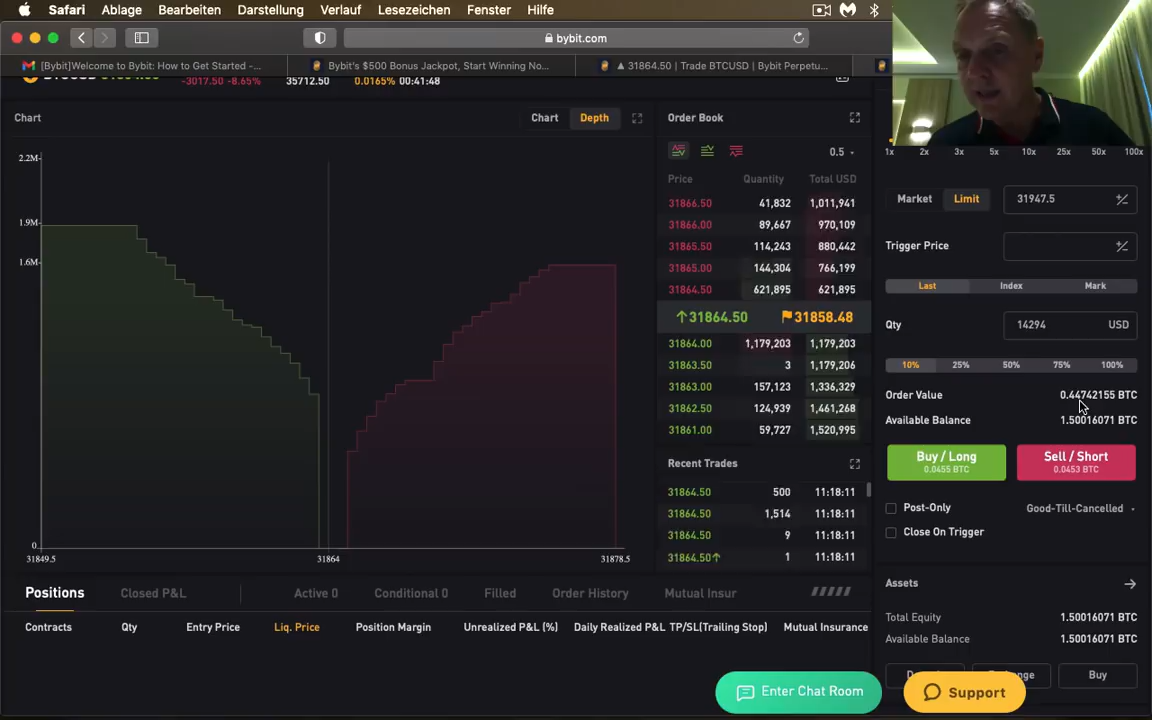 Safari Ablage Bearbeiten Darstellung Verlauf Lesezeichen Fenster Hilfe
bybit.com
[Bybit]Welcome to Bybit: How to Get Started -...
Bybit's $500 Bonus Jackpot, Start Winning No...
▲ 31864.50 | Trade BTCUSD | Bybit Perpetu...
-3017.50 -8.65% 35712.50 0.0165% 00:41:48
Chart
Chart Depth
2.2M
1.9M
1.6M
0
31849.5 31864 31878.5
Order Book
0.5
Price Quantity Total USD
31866.50 41,832 1,011,941
31866.00 89,667 970,109
31865.50 114,243 880,442
31865.00 144,304 766,199
31864.50 621,895 621,895
↑31864.50 31858.48
31864.00 1,179,203 1,179,203
31863.50 3 1,179,206
31863.00 157,123 1,336,329
31862.50 124,939 1,461,268
31861.00 59,727 1,520,995
Recent Trades
31864.50 500 11:18:11
31864.50 1,514 11:18:11
31864.50 9 11:18:11
31864.50↑ 1 11:18:11
1x 2x 3x 5x 10x 25x 50x 100x
Market Limit 31947.5
Trigger Price
Last Index Mark
Qty 14294 USD
10% 25% 50% 75% 100%
Order Value 0.44742155 BTC
Available Balance 1.50016071 BTC
Buy / Long
0.0455 BTC
Sell / Short
0.0453 BTC
Post-Only Good-Till-Cancelled
Close On Trigger
Assets →
Total Equity 1.50016071 BTC
Available Balance 1.50016071 BTC
Buy
Positions Closed P&L Active 0 Conditional 0 Filled Order History Mutual Insur
Contracts Qty Entry Price Liq. Price Position Margin Unrealized P&L (%) Daily Realized P&L TP/SL(Trailing Stop) Mutual Insurance
Enter Chat Room
Support